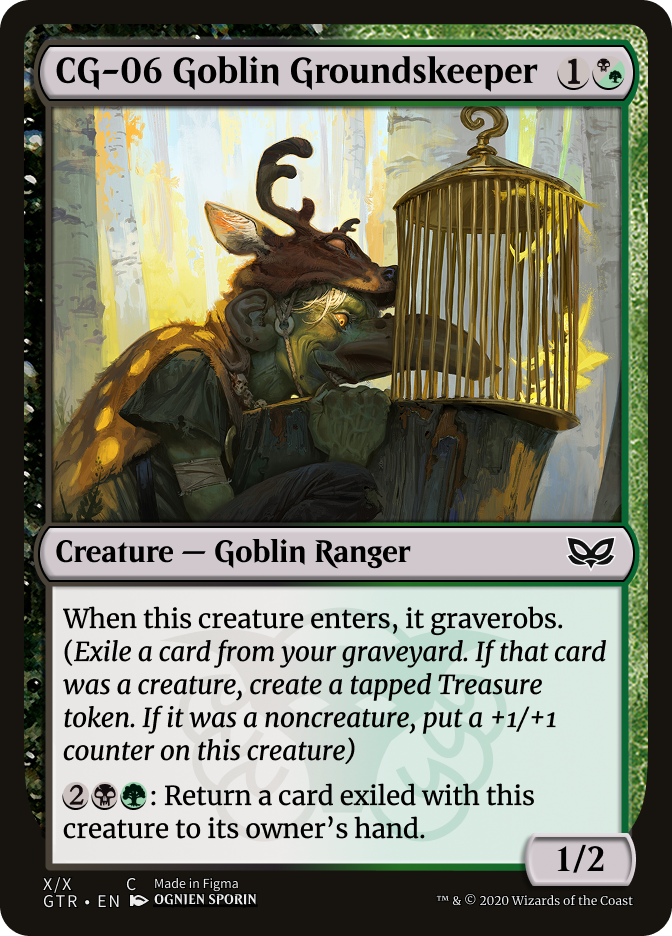 CG-06 Goblin Groundskeeper 1
Creature — Goblin Ranger
When this creature enters, it graverobs.
(Exile a card from your graveyard. If that card
was a creature, create a tapped Treasure
token. If it was a noncreature, put a +1/+1
counter on this creature)
2: Return a card exiled with this
creature to its owner's hand.
1/2
X/X C Made in Figma
GTR • EN OGNIEN SPORIN
™ & © 2020 Wizards of the Coast